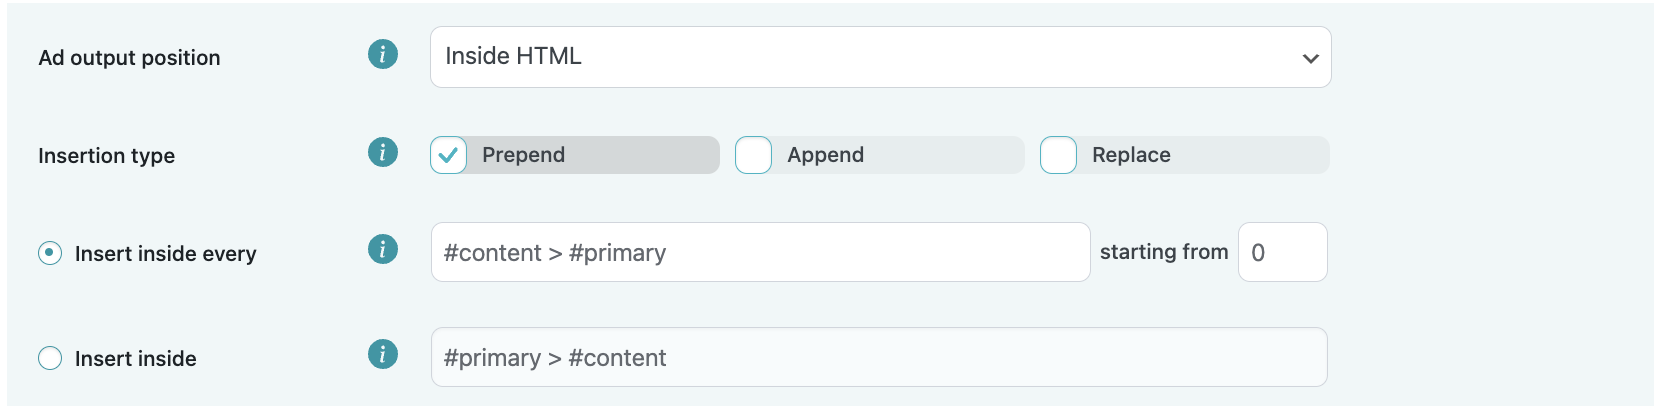 Ad output position i Inside HTML
Insertion type i Prepend Append Replace
Insert inside every i #content > #primary starting from 0
Insert inside i #primary > #content